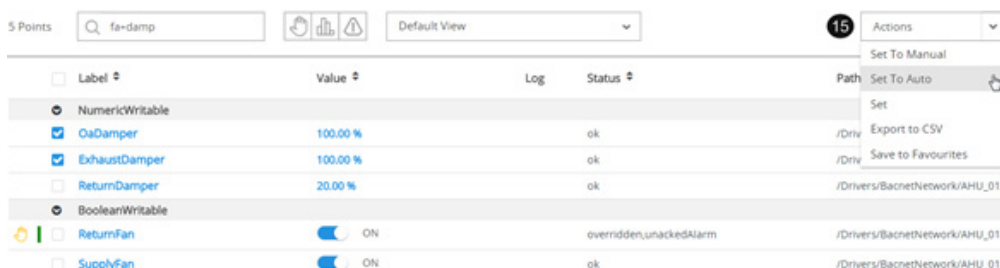 5 Points fa+damp Default View 15 Actions
Set To Manual
Label Value Log Status Path Set To Auto
NumericWritable Set
OaDamper 100.00 % ok /Driv Export to CSV
ExhaustDamper 100.00 % ok /Driv Save to Favourites
ReturnDamper 20.00 % ok /Drivers/BacnetNetwork/AHU_01
BooleanWritable
ReturnFan ON overridden,unackedAlarm /Drivers/BacnetNetwork/AHU_01
SupplyFan ON ok /Drivers/BacnetNetwork/AHU_01